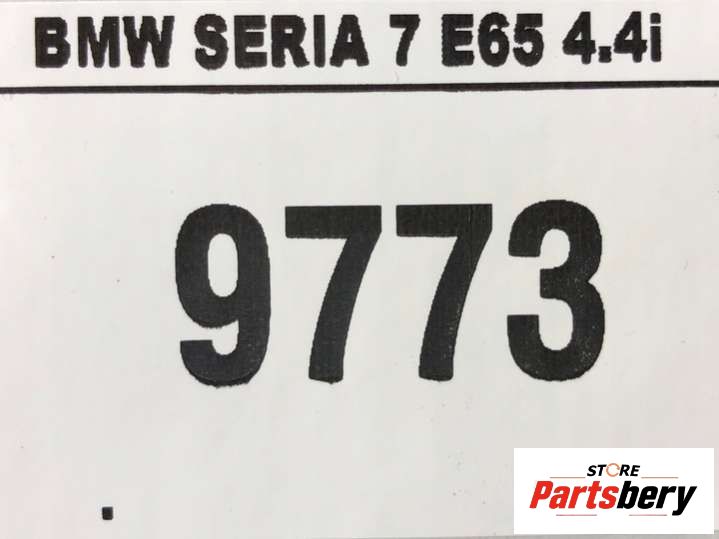 BMW SERIA 7 E65 4.4i
9773
STORE
Partsbery